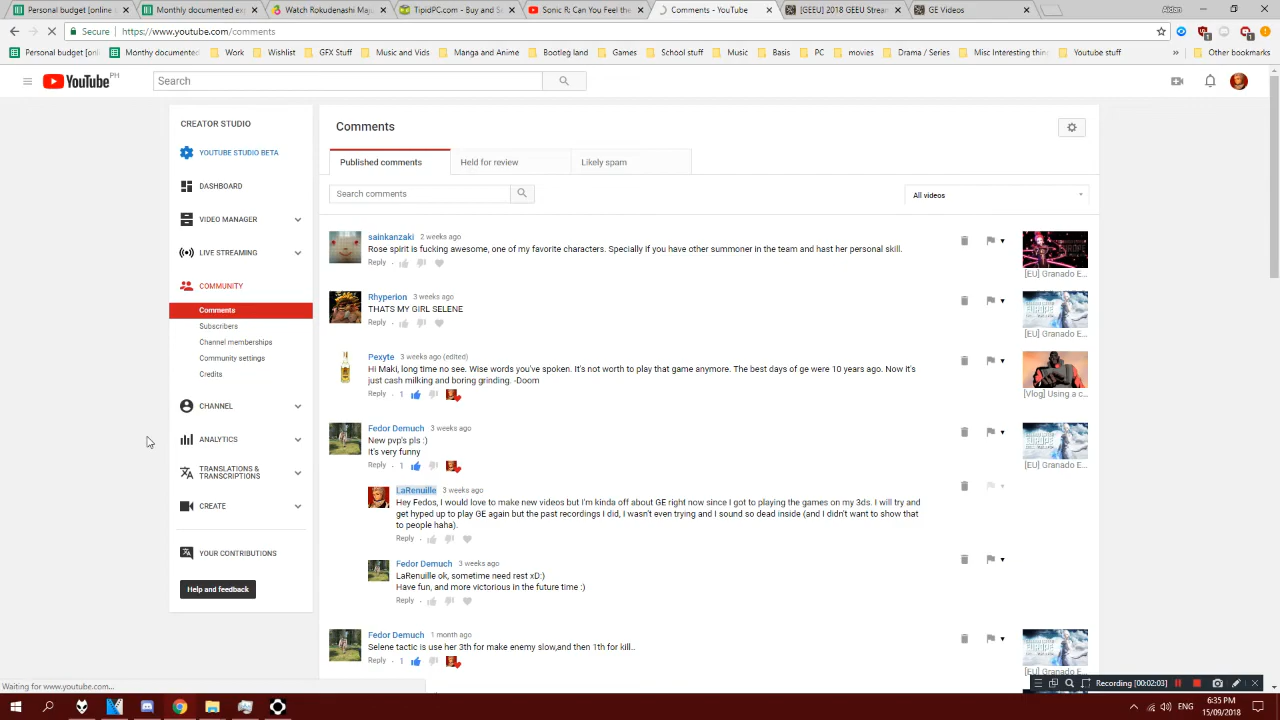 Personal budget [online
Monthly documented exp
Watch Rokudenashi Maju
TipidPC.com - Buy and Se
Sonic R: Can You Feel the
Comments - YouTube
[GEEU] 2018 GEEU Stream
GE Videos
Secure
https://www.youtube.com/comments
Personal budget [onlin
Monthy documented
Work
Wishlist
GFX Stuff
Music and Vids
Manga and Anime
Bootleg land
Games
School stuff
Music
Basis
PC
movies
Drama / Series
Misc Interesting thin
Youtube stuff
»
Other bookmarks
YouTube PH
Search
CREATOR STUDIO
YOUTUBE STUDIO BETA
DASHBOARD
VIDEO MANAGER
LIVE STREAMING
COMMUNITY
Comments
Subscribers
Channel memberships
Community settings
Credits
CHANNEL
ANALYTICS
TRANSLATIONS &
TRANSCRIPTIONS
CREATE
YOUR CONTRIBUTIONS
Help and feedback
Comments
Published comments
Held for review
Likely spam
Search comments
All videos
sainkanzaki 2 weeks ago
Rose spirit is fucking awesome, one of my favorite characters. Specially if you have other summoner in the team and hast her personal skill.
Reply
[EU] Granado E...
Rhyperion 3 weeks ago
THATS MY GIRL SELENE
Reply
[EU] Granado E...
Pexyte 3 weeks ago (edited)
Hi Maki, long time no see. Wise words you've spoken. It's not worth to play that game anymore. The best days of ge were 10 years ago. Now it's
just cash milking and boring grinding. -Doom
Reply 1
[Vlog] Using a c...
Fedor Demuch 3 weeks ago
New pvp's pls :)
It's very funny
Reply 1
[EU] Granado E...
LaRenuille 3 weeks ago
Hey Fedos, I would love to make new videos but I'm kinda off about GE right now since I got to playing the games on my 3ds. I will try and
get hyped up to play GE again but the past recordings I did, I wasn't even trying and I sound so dead inside (and I didn't want to show that
to people haha).
Reply
Fedor Demuch 3 weeks ago
LaRenuille ok, sometime need rest xD:)
Have fun, and more victorious in the future time :)
Reply
Fedor Demuch 1 month ago
Selene tactic is use her 3th for make enemy slow,and then 1th for kill..
Reply 1
[EU] Granado E...
Waiting for www.youtube.com...
Recording [00:02:03]
ENG
6:35 PM
15/09/2018